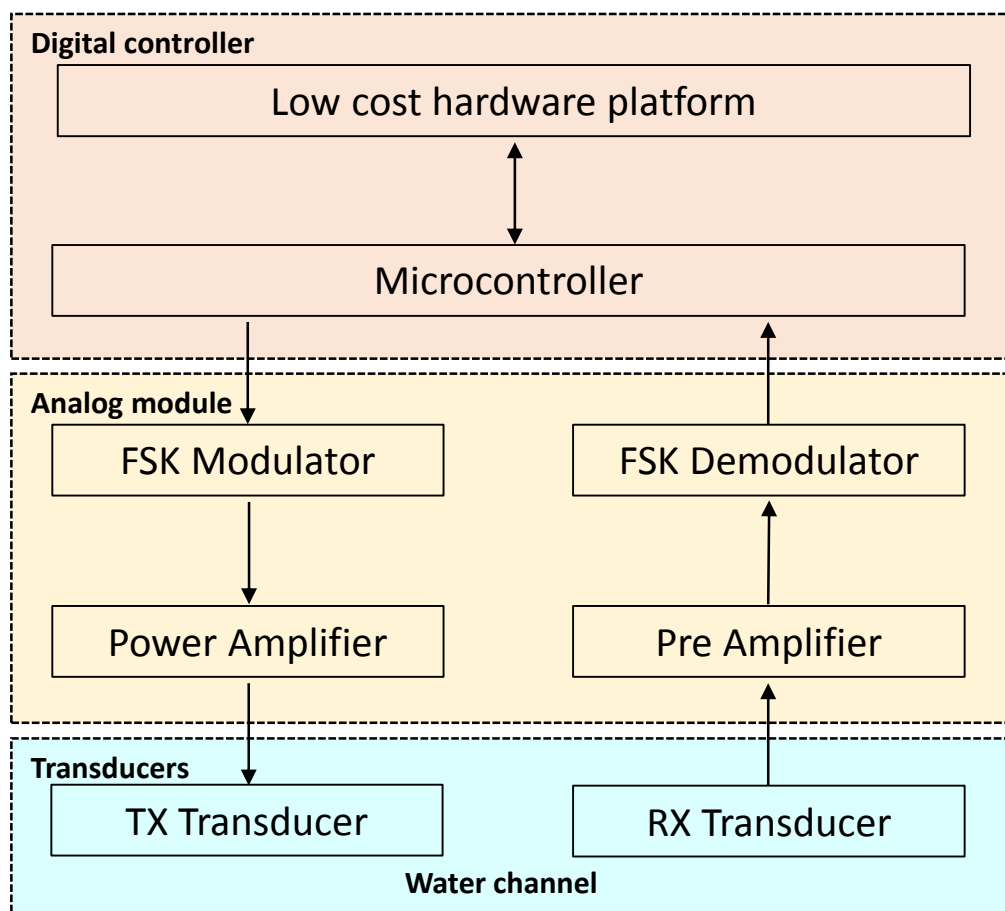 Digital controller
Low cost hardware platform
Microcontroller
Analog module
FSK Modulator
FSK Demodulator
Power Amplifier
Pre Amplifier
Transducers
TX Transducer
RX Transducer
Water channel